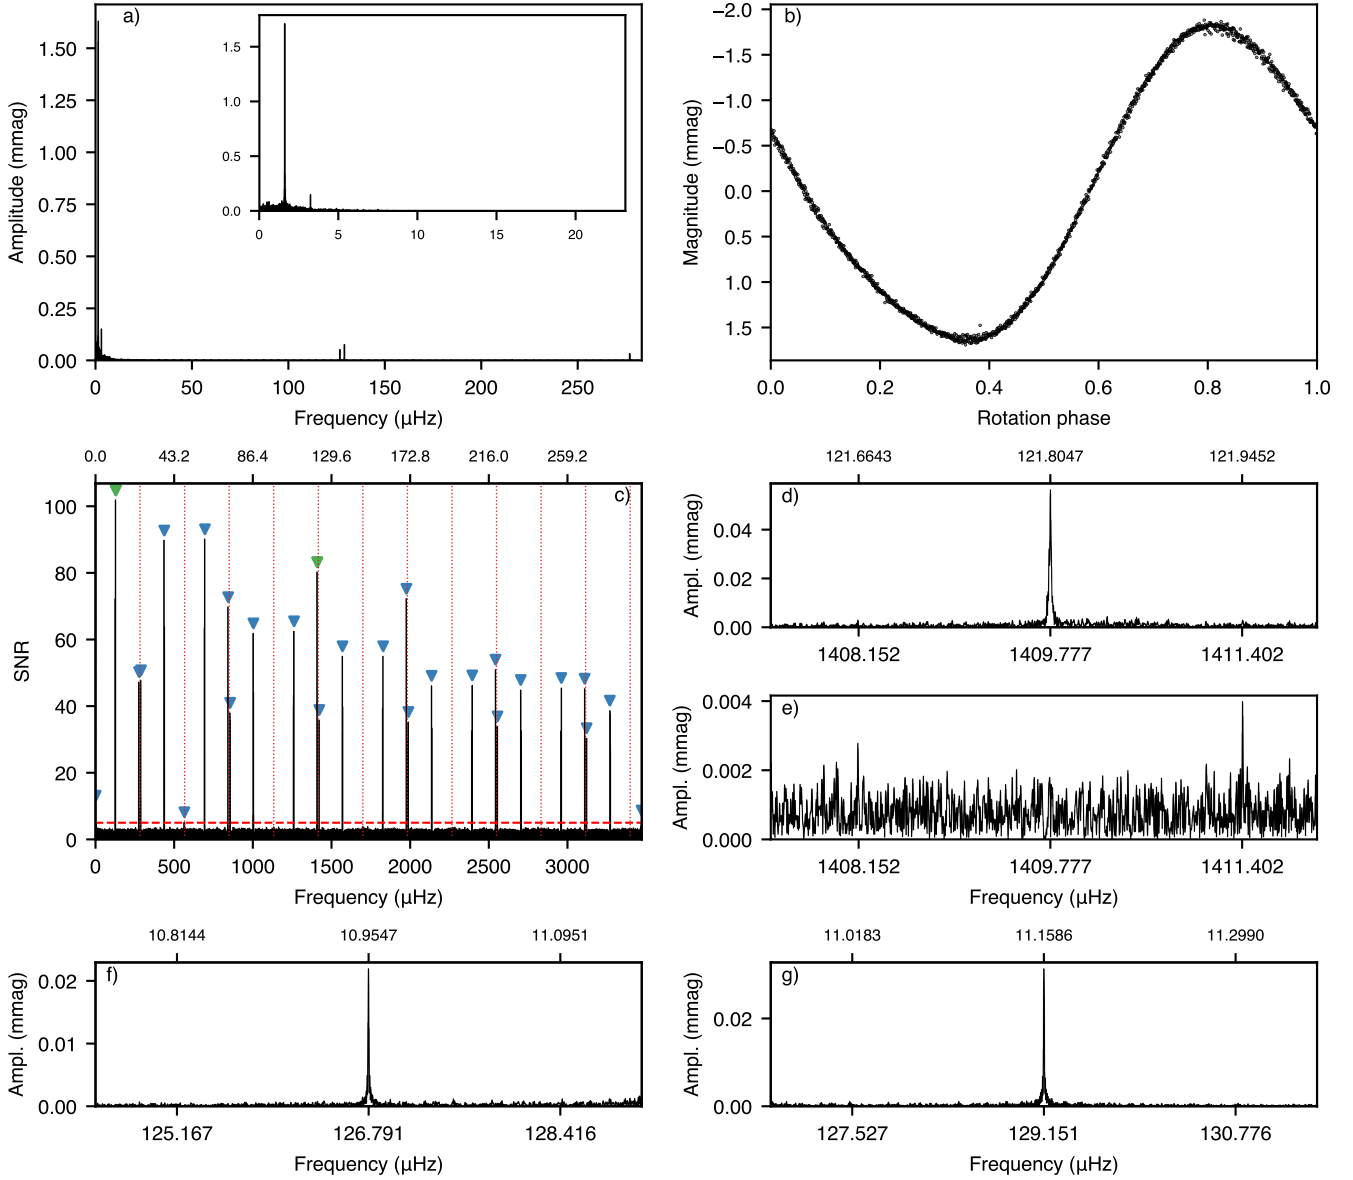 a)
Amplitude (mmag)
1.50
1.25
1.00
0.75
0.50
0.25
0.00
0 50 100 150 200 250
Frequency (µHz)
1.5
1.0
0.5
0.0
0 5 10 15 20
b)
Magnitude (mmag)
−2.0
−1.5
−1.0
−0.5
0.0
0.5
1.0
1.5
0.0 0.2 0.4 0.6 0.8 1.0
Rotation phase
0.0 43.2 86.4 129.6 172.8 216.0 259.2
c)
SNR
100
80
60
40
20
0
0 500 1000 1500 2000 2500 3000
Frequency (µHz)
121.6643 121.8047 121.9452
d)
Ampl. (mmag)
0.04
0.02
0.00
1408.152 1409.777 1411.402
e)
Ampl. (mmag)
0.004
0.002
0.000
1408.152 1409.777 1411.402
Frequency (µHz)
10.8144 10.9547 11.0951
f)
Ampl. (mmag)
0.02
0.01
0.00
125.167 126.791 128.416
Frequency (µHz)
11.0183 11.1586 11.2990
g)
Ampl. (mmag)
0.02
0.00
127.527 129.151 130.776
Frequency (µHz)